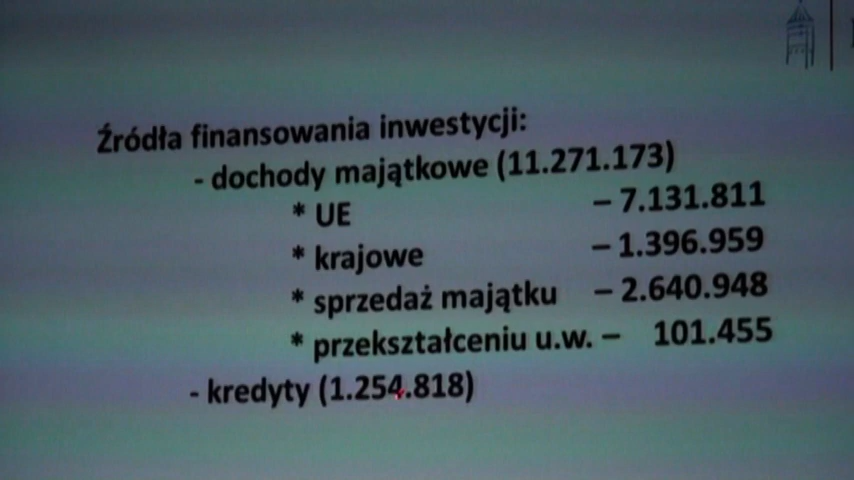 Źródła finansowania inwestycji:
- dochody majątkowe (11.271.173)
* UE – 7.131.811
* krajowe – 1.396.959
* sprzedaż majątku – 2.640.948
* przekształceniu u.w. – 101.455
- kredyty (1.254.818)